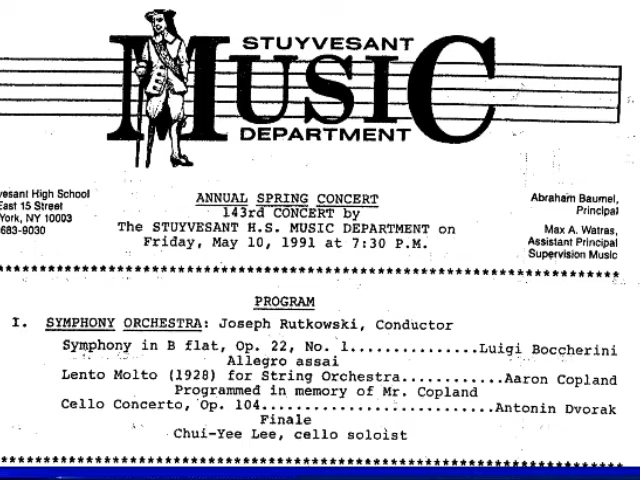 STUYVESANT
MUSIC
DEPARTMENT
vesant High School
East 15 Street
York, NY 10003
683-9030
ANNUAL SPRING CONCERT
143rd CONCERT by
The STUYVESANT H.S. MUSIC DEPARTMENT on
Friday, May 10, 1991 at 7:30 P.M.
Abraham Baumel,
Principal
Max A. Watras,
Assistant Principal
Supervision Music
PROGRAM
I. SYMPHONY ORCHESTRA: Joseph Rutkowski, Conductor
Symphony in B flat, Op. 22, No. 1...............Luigi Boccherini
Allegro assai
Lento Molto (1928) for String Orchestra............Aaron Copland
Programmed in memory of Mr. Copland
Cello Concerto, Op. 104...........................Antonin Dvorak
Finale
Chui-Yee Lee, cello soloist